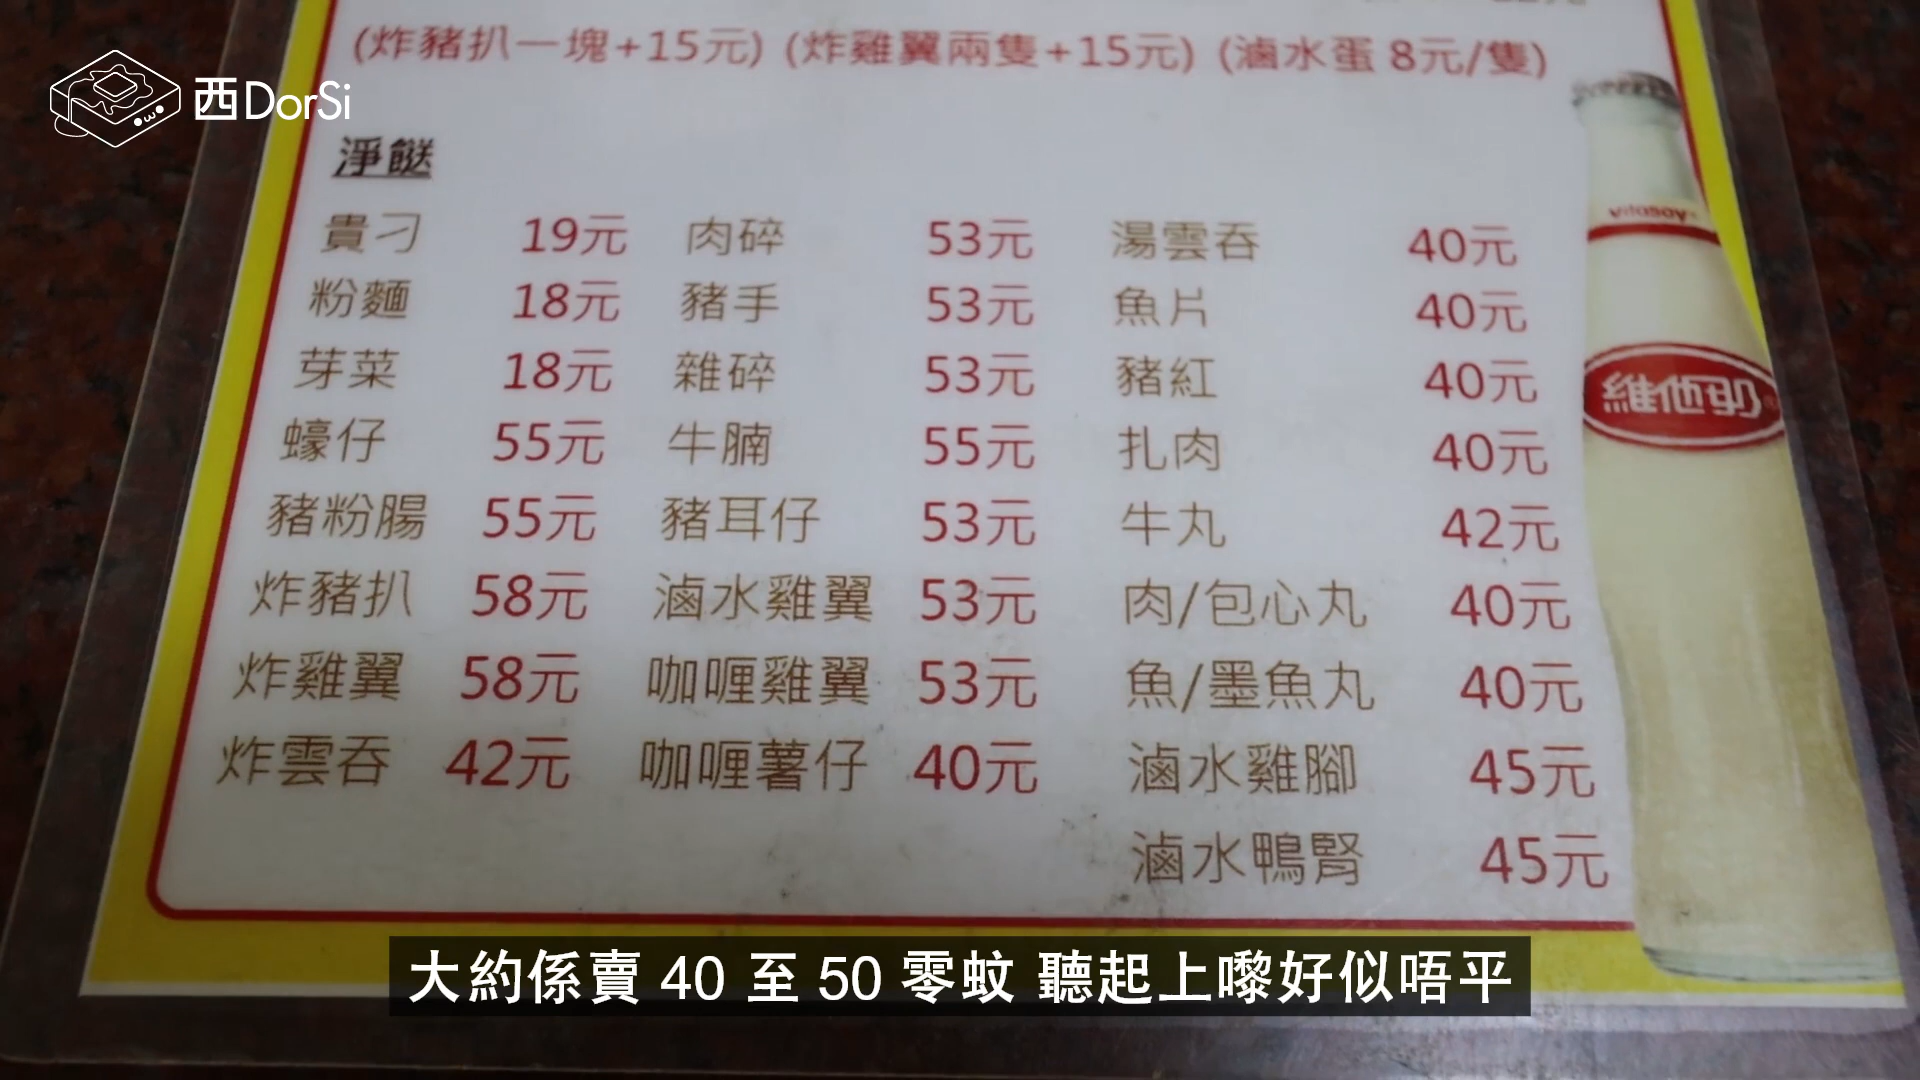 (炸豬扒一塊+15元) (炸雞翼兩隻+15元) (滷水蛋 8元/隻)
西DorSi
淨餸
貴刁 19元 肉碎 53元 湯雲吞 40元
粉麵 18元 豬手 53元 魚片 40元
芽菜 18元 雜碎 53元 豬紅 40元
蠔仔 55元 牛腩 55元 扎肉 40元
豬粉腸 55元 豬耳仔 53元 牛丸 42元
炸豬扒 58元 滷水雞翼 53元 肉/包心丸 40元
炸雞翼 58元 咖喱雞翼 53元 魚/墨魚丸 40元
炸雲吞 42元 咖喱薯仔 40元 滷水雞腳 45元
滷水鴨腎 45元
vitasoy
維他奶
大約係賣 40 至 50 零蚊 聽起上嚟好似唔平